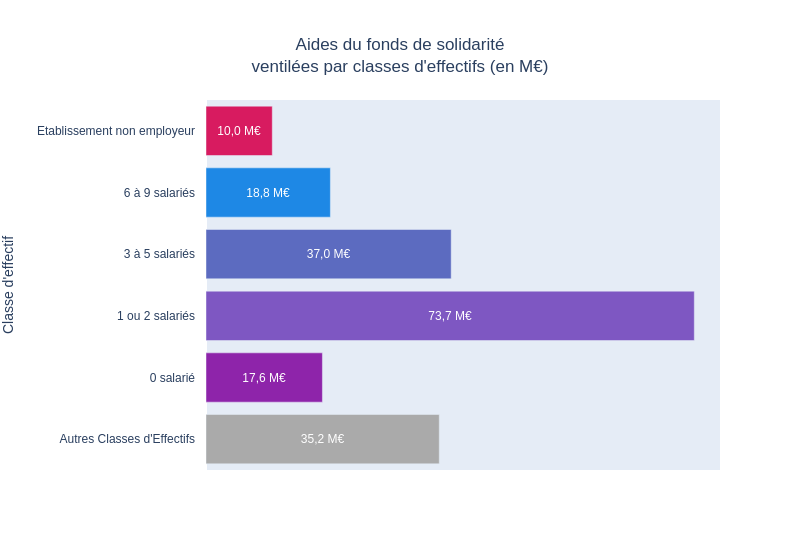 Aides du fonds de solidarité
ventilées par classes d'effectifs (en M€)
Classe d'effectif
Etablissement non employeur
10,0 M€
6 à 9 salariés
18,8 M€
3 à 5 salariés
37,0 M€
1 ou 2 salariés
73,7 M€
0 salarié
17,6 M€
Autres Classes d'Effectifs
35,2 M€